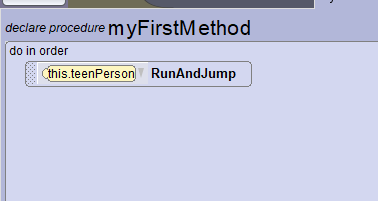 declare procedure myFirstMethod
do in order
this.teenPerson RunAndJump